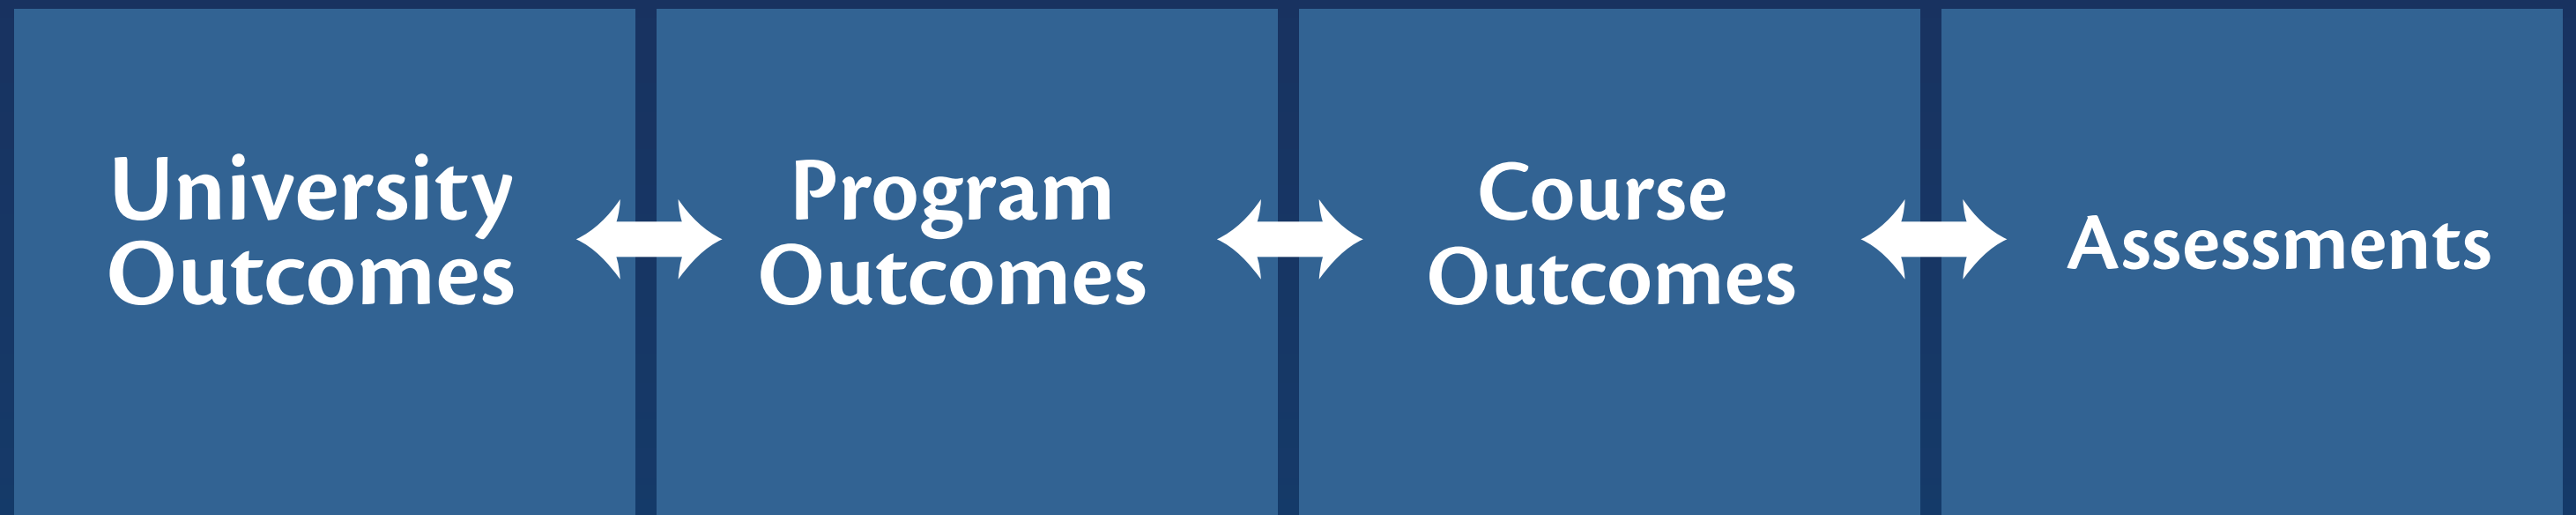 University
Outcomes
Program
Outcomes
Course
Outcomes
Assessments